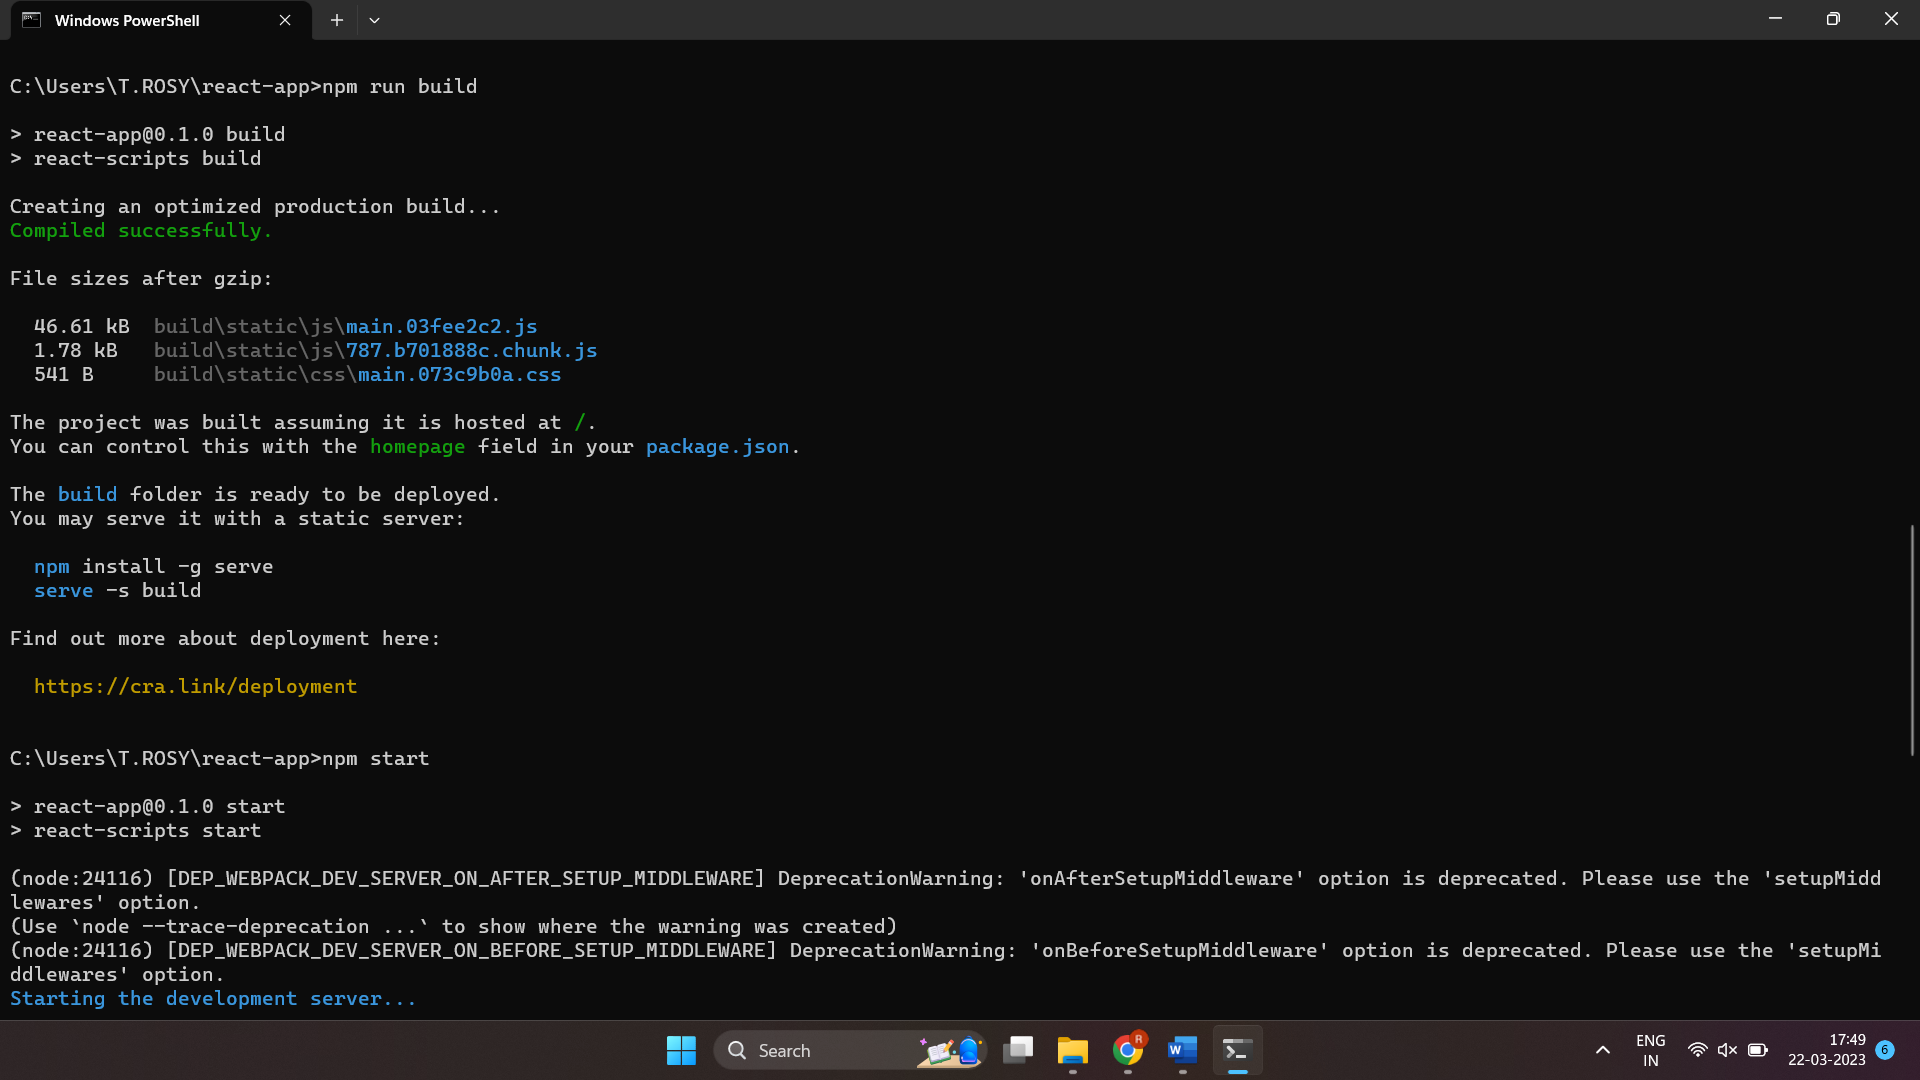 Windows PowerShell
C:\Users\T.ROSY\react-app>npm run build
> react-app@0.1.0 build
> react-scripts build
Creating an optimized production build...
Compiled successfully.
File sizes after gzip:
46.61 kB  build\static\js\main.03fee2c2.js
1.78 kB   build\static\js\787.b701888c.chunk.js
541 B     build\static\css\main.073c9b0a.css
The project was built assuming it is hosted at /.
You can control this with the homepage field in your package.json.
The build folder is ready to be deployed.
You may serve it with a static server:
npm install -g serve
serve -s build
Find out more about deployment here:
https://cra.link/deployment
C:\Users\T.ROSY\react-app>npm start
> react-app@0.1.0 start
> react-scripts start
(node:24116) [DEP_WEBPACK_DEV_SERVER_ON_AFTER_SETUP_MIDDLEWARE] DeprecationWarning: 'onAfterSetupMiddleware' option is deprecated. Please use the 'setupMidd
lewares' option.
(Use `node --trace-deprecation ...` to show where the warning was created)
(node:24116) [DEP_WEBPACK_DEV_SERVER_ON_BEFORE_SETUP_MIDDLEWARE] DeprecationWarning: 'onBeforeSetupMiddleware' option is deprecated. Please use the 'setupMi
ddlewares' option.
Starting the development server...
Search
R
W
ENG
IN
17:49
22-03-2023
6